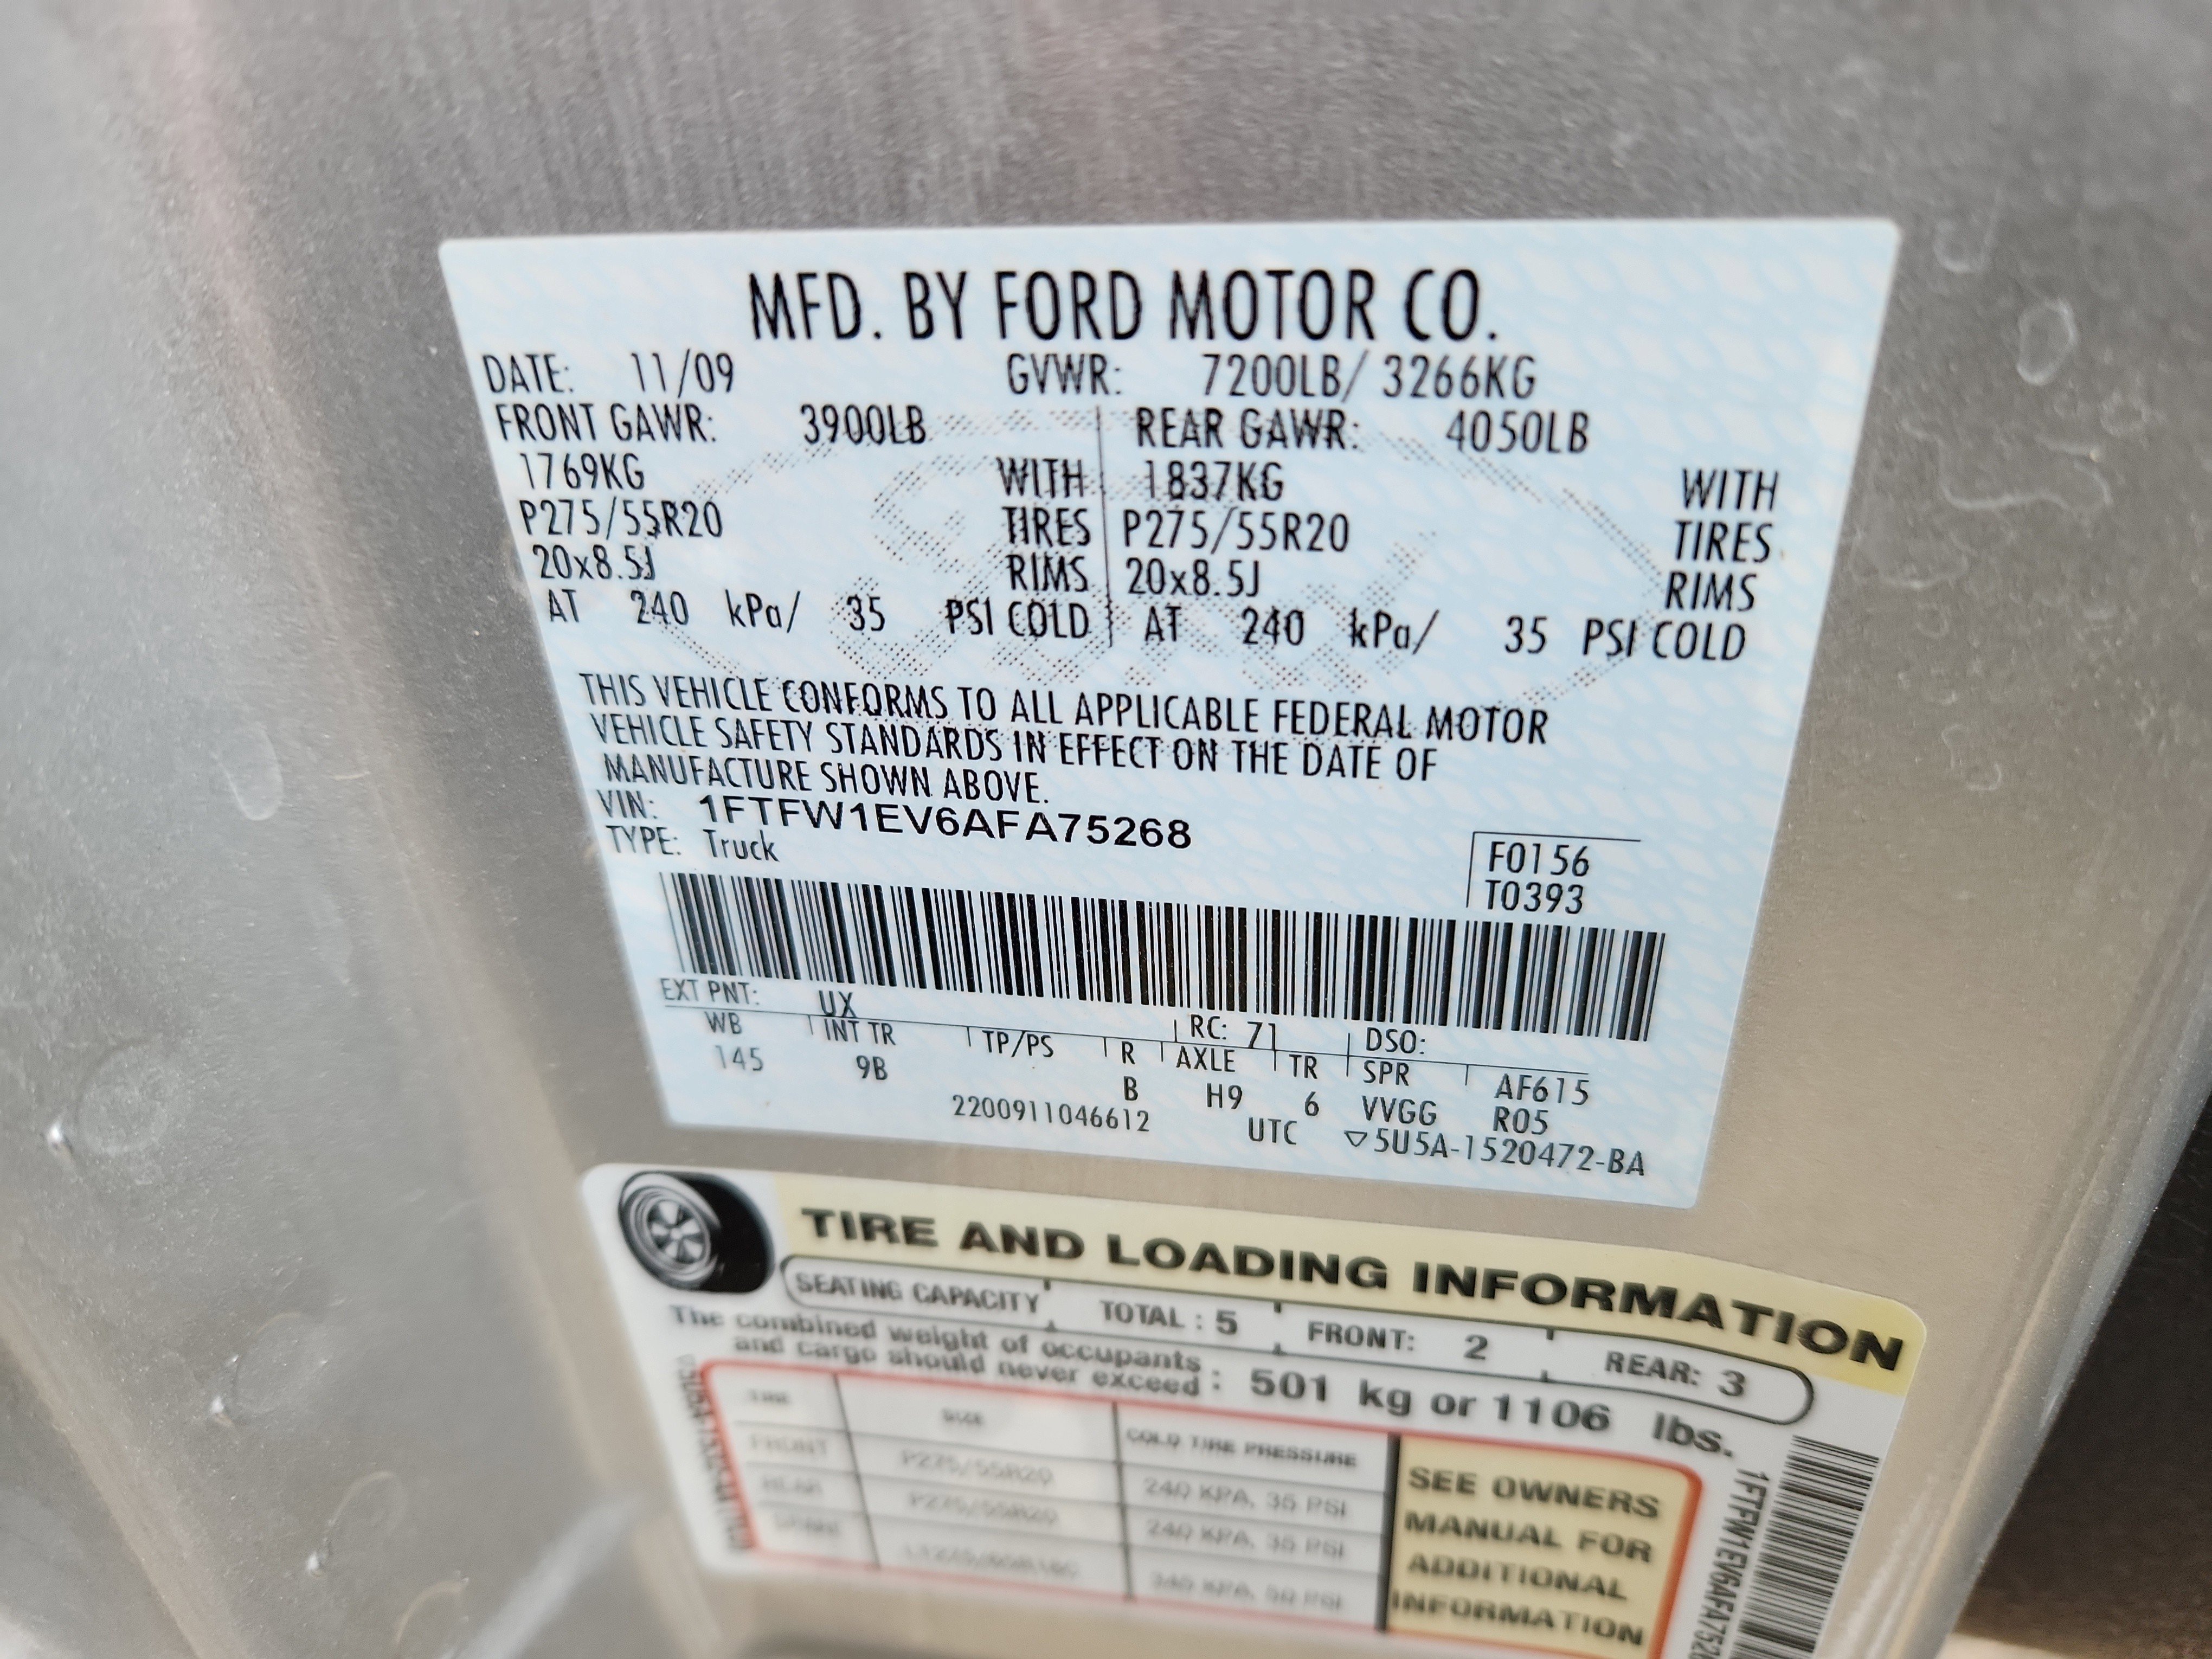 MFD. BY FORD MOTOR CO.
DATE: 11/09 GVWR: 7200LB/ 3266KG
FRONT GAWR: 3900LB REAR GAWR: 4050LB
1769KG WITH 1837KG WITH
P275/55R20 TIRES P275/55R20 TIRES
20x8.5J RIMS 20x8.5J RIMS
AT 240 kPa/ 35 PSI COLD AT 240 kPa/ 35 PSI COLD
THIS VEHICLE CONFORMS TO ALL APPLICABLE FEDERAL MOTOR
VEHICLE SAFETY STANDARDS IN EFFECT ON THE DATE OF
MANUFACTURE SHOWN ABOVE.
VIN: 1FTFW1EV6AFA75268
TYPE: Truck
F0156
T0393
EXT PNT: UX RC: 71 DSO:
WB INT TR TP/PS R AXLE TR SPR AF615
145 9B B H9 6 VVGG R05
2200911046612 UTC ▽5U5A-1520472-BA
TIRE AND LOADING INFORMATION
SEATING CAPACITY TOTAL : 5 FRONT: 2 REAR: 3
The combined weight of occupants
and cargo should never exceed : 501 kg or 1106 lbs.
TIRE SIZE COLD TIRE PRESSURE
FRONT P275/55R20 240 KPA, 35 PSI
REAR P275/55R20 240 KPA, 35 PSI
SPARE
SEE OWNERS
MANUAL FOR
ADDITIONAL
INFORMATION
1FTFW1EV6AFA7526